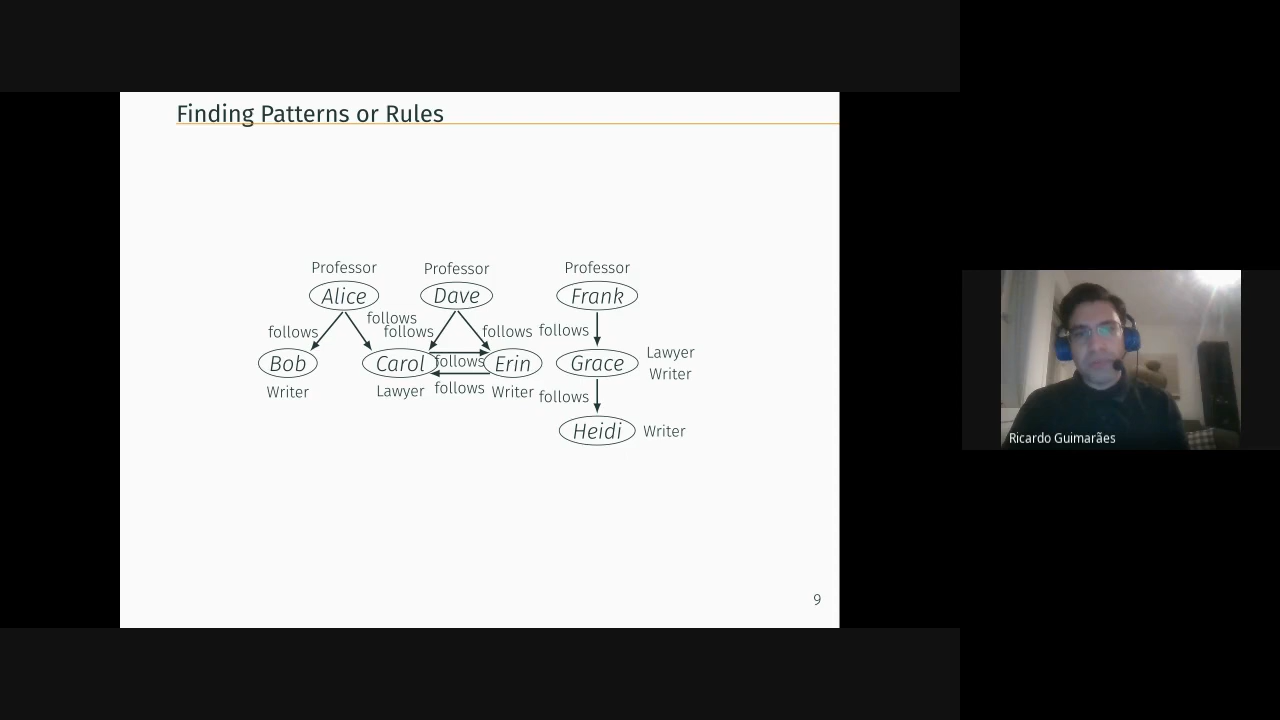 Finding Patterns or Rules
Professor Professor Professor
Alice Dave Frank
follows
follows follows follows follows
Bob Carol follows Erin Grace Lawyer
Writer
Writer Lawyer follows Writer follows
Heidi Writer
9
Ricardo Guimarães